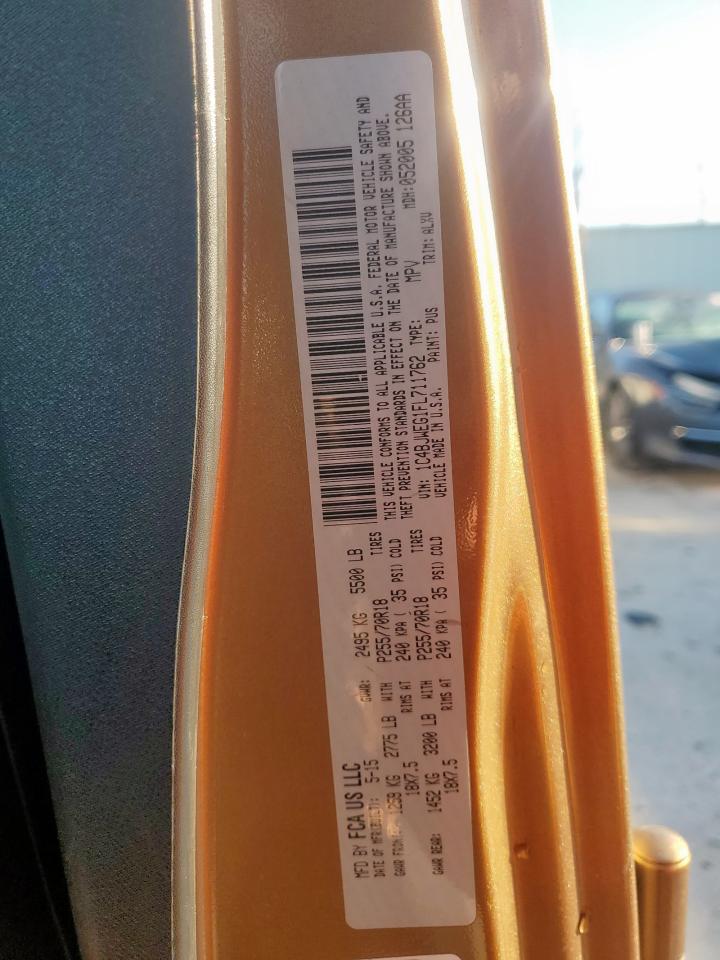 MFD BY FCA US LLC
DATE OF MFR(BUILT): 5-15 GVWR: 2495 KG 5500 LB
GAWR FRONT: 1259 KG 2775 LB WITH P255/70R18 TIRES
RIMS AT 18X7.5 240 KPA ( 35 PSI) COLD
GAWR REAR: 1452 KG 3200 LB WITH P255/70R18 TIRES
RIMS AT 18X7.5 240 KPA ( 35 PSI) COLD
THIS VEHICLE CONFORMS TO ALL APPLICABLE U.S.A. FEDERAL MOTOR VEHICLE SAFETY AND
THEFT PREVENTION STANDARDS IN EFFECT ON THE DATE OF MANUFACTURE SHOWN ABOVE.
VIN: 1C4BJWEG1FL711762 TYPE: MPV MDH:052005 126AA
VEHICLE MADE IN U.S.A. PAINT: PUS TRIM: ALXV